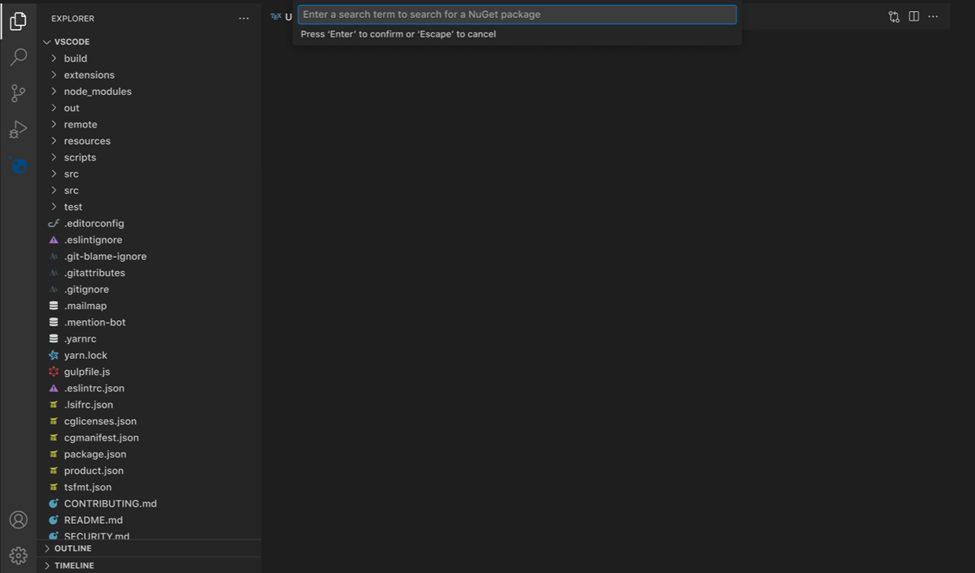 EXPLORER
VSCODE
build
extensions
node_modules
out
remote
resources
scripts
src
src
test
.editorconfig
.eslintignore
.git-blame-ignore
.gitattributes
.gitignore
.mailmap
.mention-bot
.yarnrc
yarn.lock
gulpfile.js
.eslintrc.json
.lsifrc.json
cglicenses.json
cgmanifest.json
package.json
product.json
tsfmt.json
CONTRIBUTING.md
README.md
SECURITY.md
OUTLINE
TIMELINE
TEX U
Enter a search term to search for a NuGet package
Press ‘Enter’ to confirm or ‘Escape’ to cancel